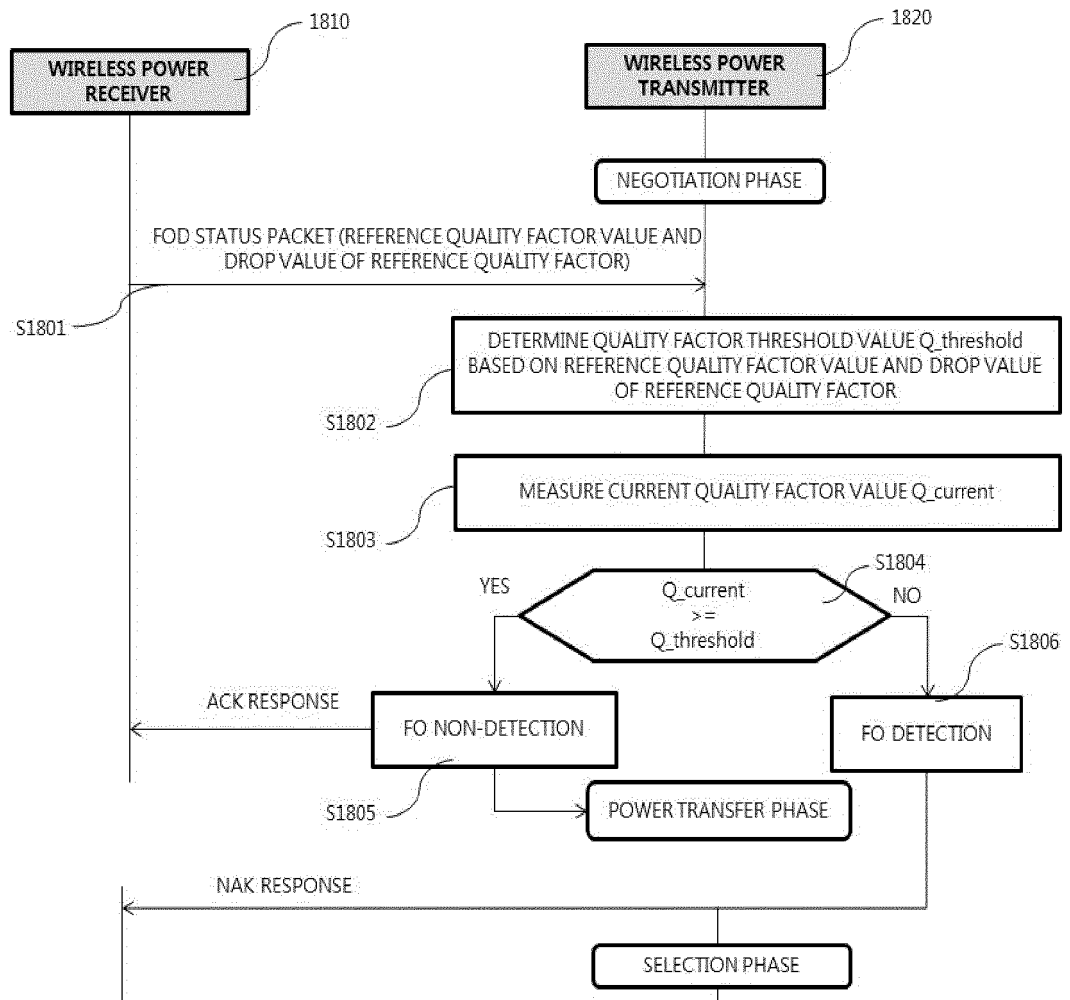 1810
1820
WIRELESS POWER
RECEIVER
WIRELESS POWER
TRANSMITTER
NEGOTIATION PHASE
FOD STATUS PACKET (REFERENCE QUALITY FACTOR VALUE AND
DROP VALUE OF REFERENCE QUALITY FACTOR)
S1801
DETERMINE QUALITY FACTOR THRESHOLD VALUE Q_threshold
BASED ON REFERENCE QUALITY FACTOR VALUE AND DROP VALUE
OF REFERENCE QUALITY FACTOR
S1802
MEASURE CURRENT QUALITY FACTOR VALUE Q_current
S1803
S1804
YES
Q_current
>=
Q_threshold
NO
S1806
ACK RESPONSE
FO NON-DETECTION
FO DETECTION
S1805
POWER TRANSFER PHASE
NAK RESPONSE
SELECTION PHASE